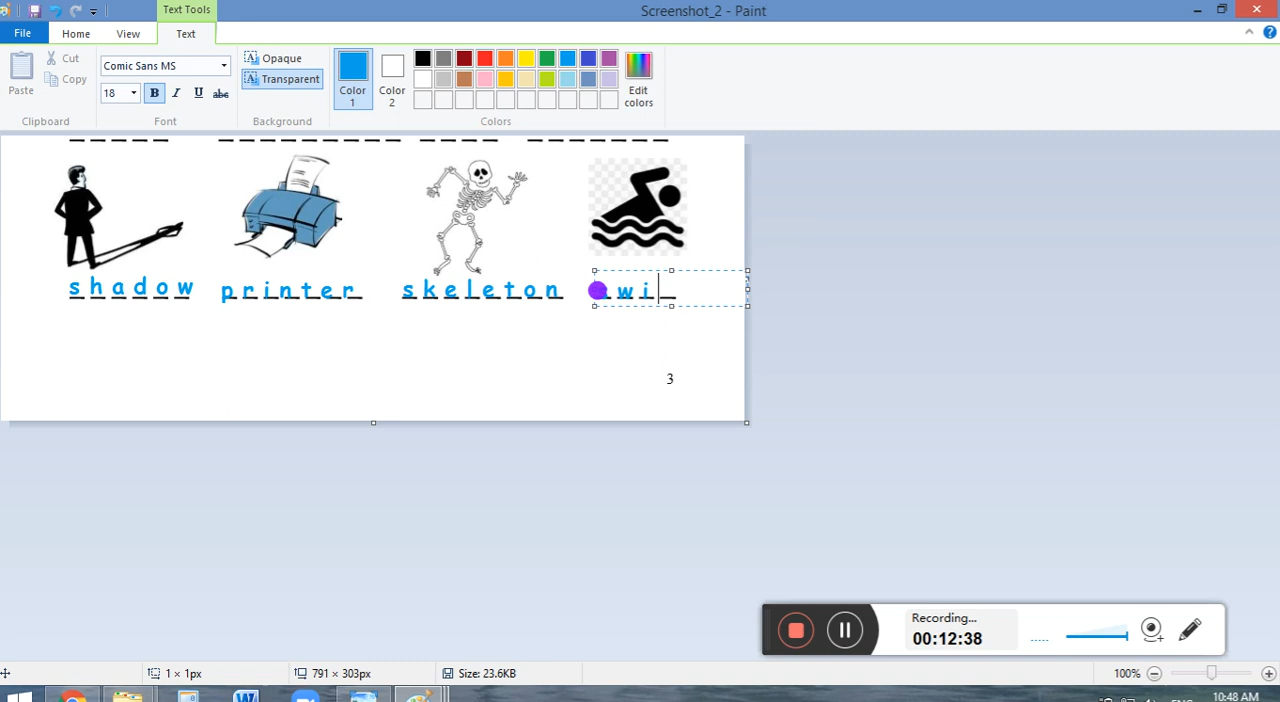 Text Tools
Screenshot_2 - Paint
File Home View Text
Paste
Cut
Copy
Clipboard
Comic Sans MS
18
B I U abc
Font
Opaque
Transparent
Background
Color 1
Color 2
Edit colors
Colors
shadow printer skeleton wi
3
Recording...
00:12:38
1 × 1px
791 × 303px
Size: 23.6KB
100%
10:48 AM